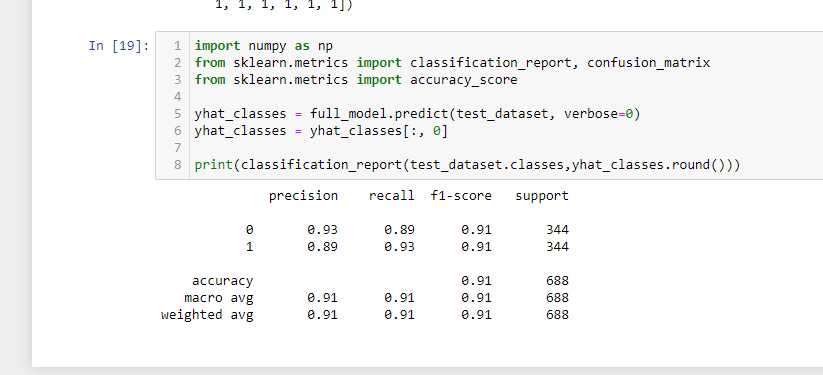 1, 1, 1, 1, 1, 1])
In [19]:
1 import numpy as np
2 from sklearn.metrics import classification_report, confusion_matrix
3 from sklearn.metrics import accuracy_score
4
5 yhat_classes = full_model.predict(test_dataset, verbose=0)
6 yhat_classes = yhat_classes[:, 0]
7
8 print(classification_report(test_dataset.classes,yhat_classes.round()))
precision recall f1-score support
0 0.93 0.89 0.91 344
1 0.89 0.93 0.91 344
accuracy 0.91 688
macro avg 0.91 0.91 0.91 688
weighted avg 0.91 0.91 0.91 688